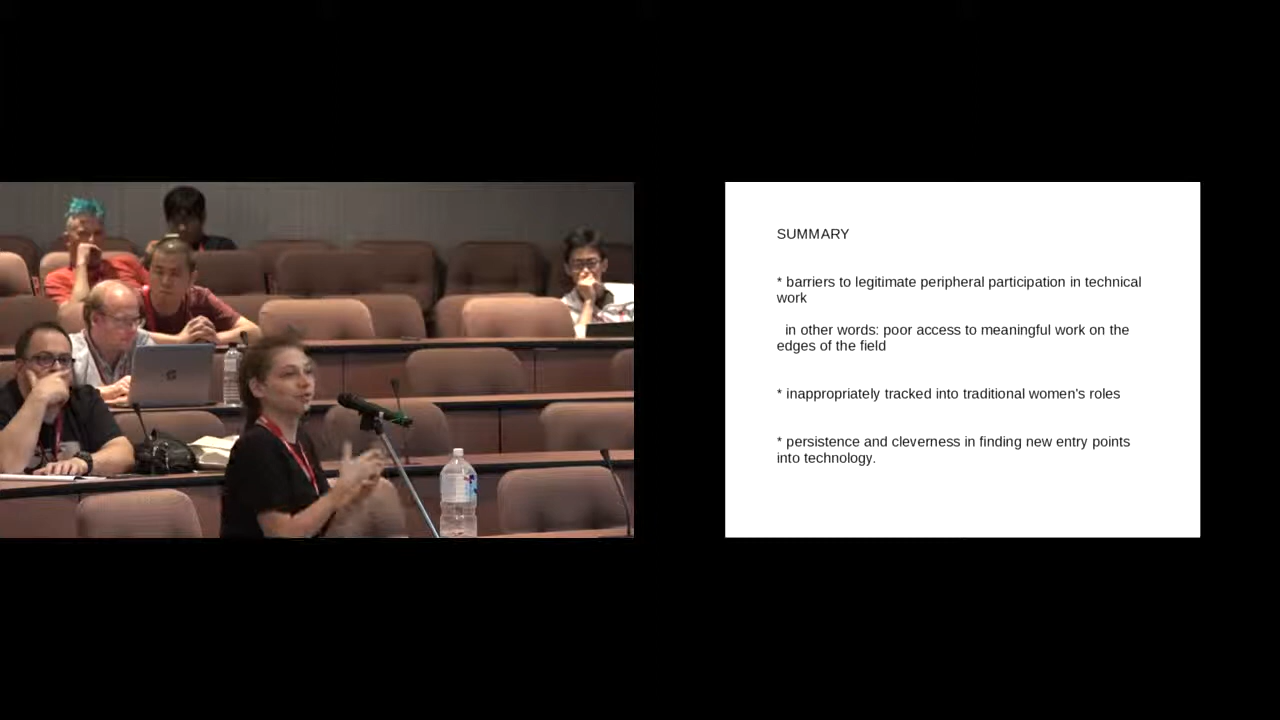 SUMMARY
* barriers to legitimate peripheral participation in technical
work
in other words: poor access to meaningful work on the
edges of the field
* inappropriately tracked into traditional women's roles
* persistence and cleverness in finding new entry points
into technology.